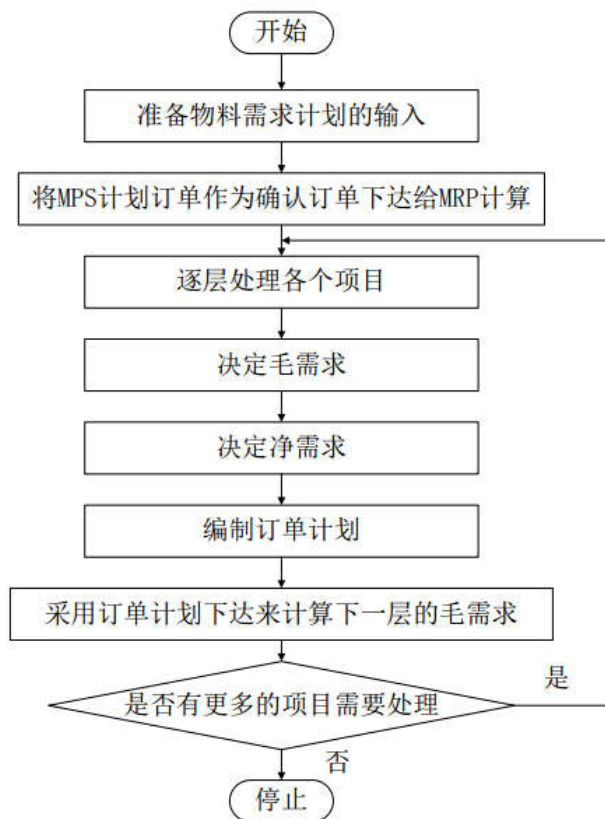 开始
准备物料需求计划的输入
将MPS计划订单作为确认订单下达给MRP计算
逐层处理各个项目
决定毛需求
决定净需求
编制订单计划
采用订单计划下达来计算下一层的毛需求
是否有更多的项目需要处理
是
否
停止